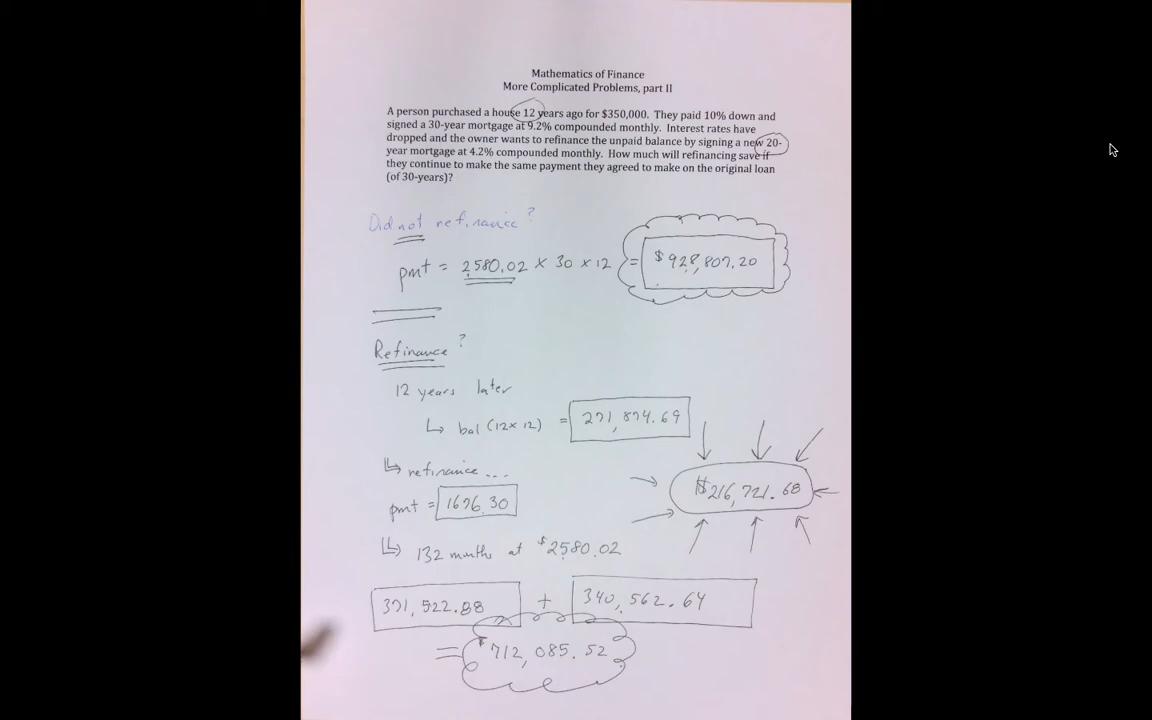 Mathematics of Finance
More Complicated Problems, part II
A person purchased a house 12 years ago for $350,000. They paid 10% down and
signed a 30-year mortgage at 9.2% compounded monthly. Interest rates have
dropped and the owner wants to refinance the unpaid balance by signing a new 20-
year mortgage at 4.2% compounded monthly. How much will refinancing save if
they continue to make the same payment they agreed to make on the original loan
(of 30-years)?
Did not refinance?
pmt = 2580.02 × 30 × 12 = $928,807.20
Refinance?
12 years later
bal (12×12) = 271,874.69
refinance...
pmt = 1676.30
$216,721.68
132 months at $2580.02
371,522.88 + 340,562.64
= $712,085.52